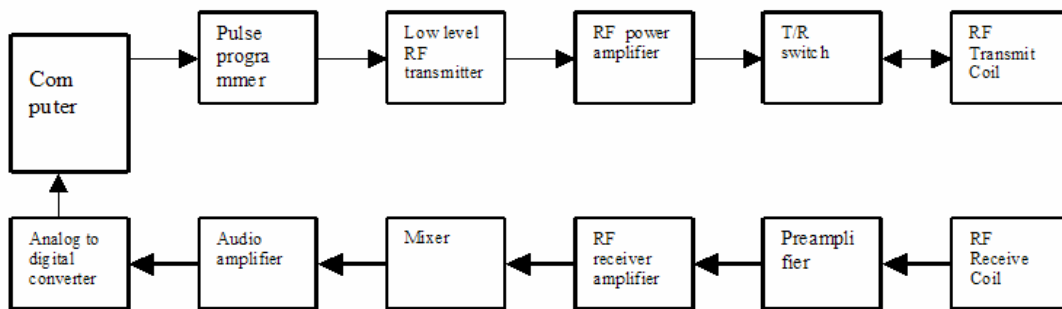 Com
puter
Pulse
progra
mmer
Low level
RF
transmitter
RF power
amplifier
T/R
switch
RF
Transmit
Coil
Analog to
digital
converter
Audio
amplifier
Mixer
RF
receiver
amplifier
Preampli
fier
RF
Receive
Coil